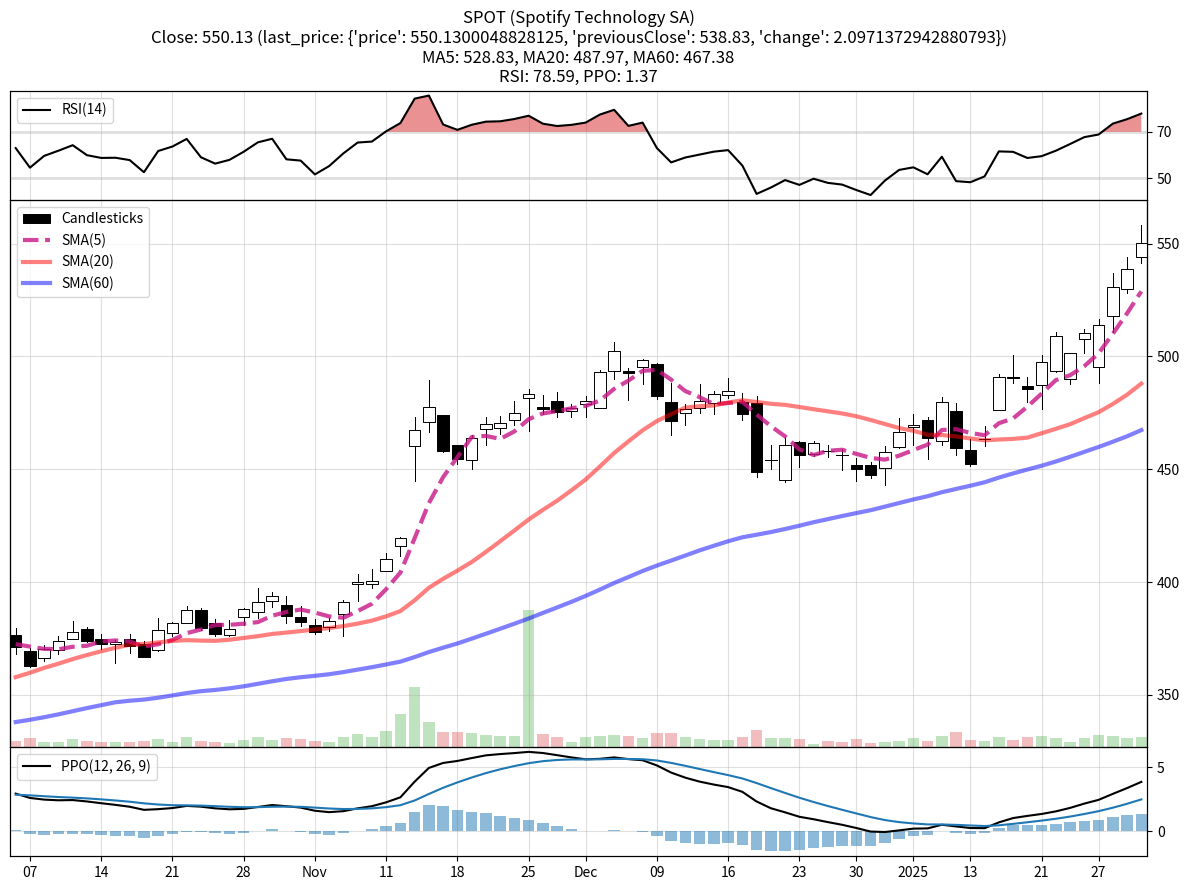 SPOT (Spotify Technology SA)
Close: 550.13 (last_price: {'price': 550.1300048828125, 'previousClose': 538.83, 'change': 2.0971372942880793})
MA5: 528.83, MA20: 487.97, MA60: 467.38
RSI: 78.59, PPO: 1.37
RSI(14)
70
50
Candlesticks
SMA(5)
SMA(20)
SMA(60)
550
500
450
400
350
PPO(12, 26, 9)
5
0
07 14 21 28 Nov 11 18 25 Dec 09 16 23 30 2025 13 21 27